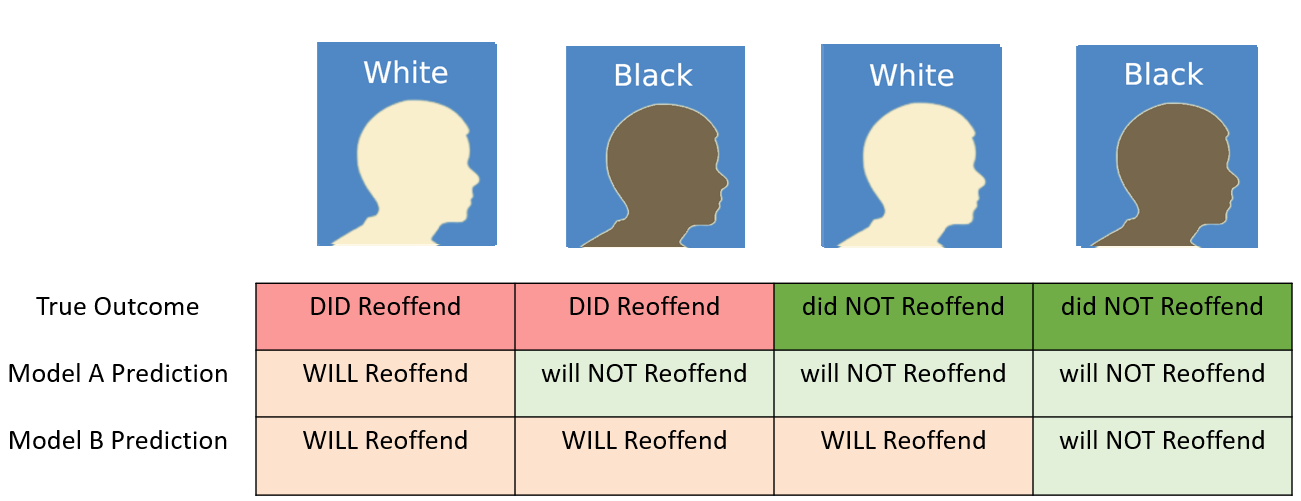 White Black White Black
True Outcome DID Reoffend DID Reoffend did NOT Reoffend did NOT Reoffend
Model A Prediction WILL Reoffend will NOT Reoffend will NOT Reoffend will NOT Reoffend
Model B Prediction WILL Reoffend WILL Reoffend WILL Reoffend will NOT Reoffend